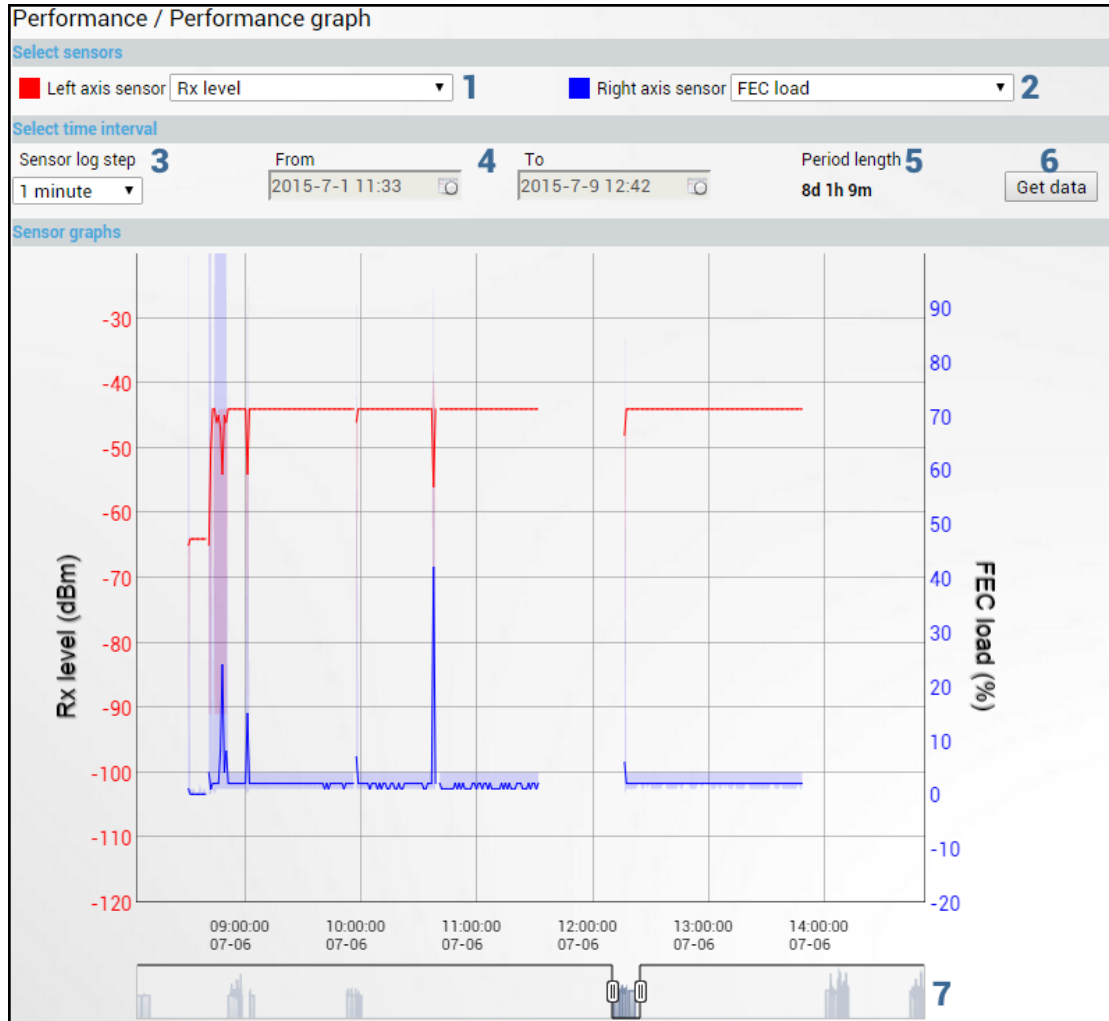 Performance / Performance graph
Select sensors
Left axis sensor Rx level 1 Right axis sensor FEC load 2
Select time interval
Sensor log step 3 From 4 To Period length 5 6
1 minute 2015-7-1 11:33 2015-7-9 12:42 8d 1h 9m Get data
Sensor graphs
-30
-40
-50
-60
-70
-80
-90
-100
-110
-120
Rx level (dBm)
90
80
70
60
50
40
30
20
10
0
-10
-20
FEC load (%)
09:00:00 10:00:00 11:00:00 12:00:00 13:00:00 14:00:00
07-06 07-06 07-06 07-06 07-06 07-06
7